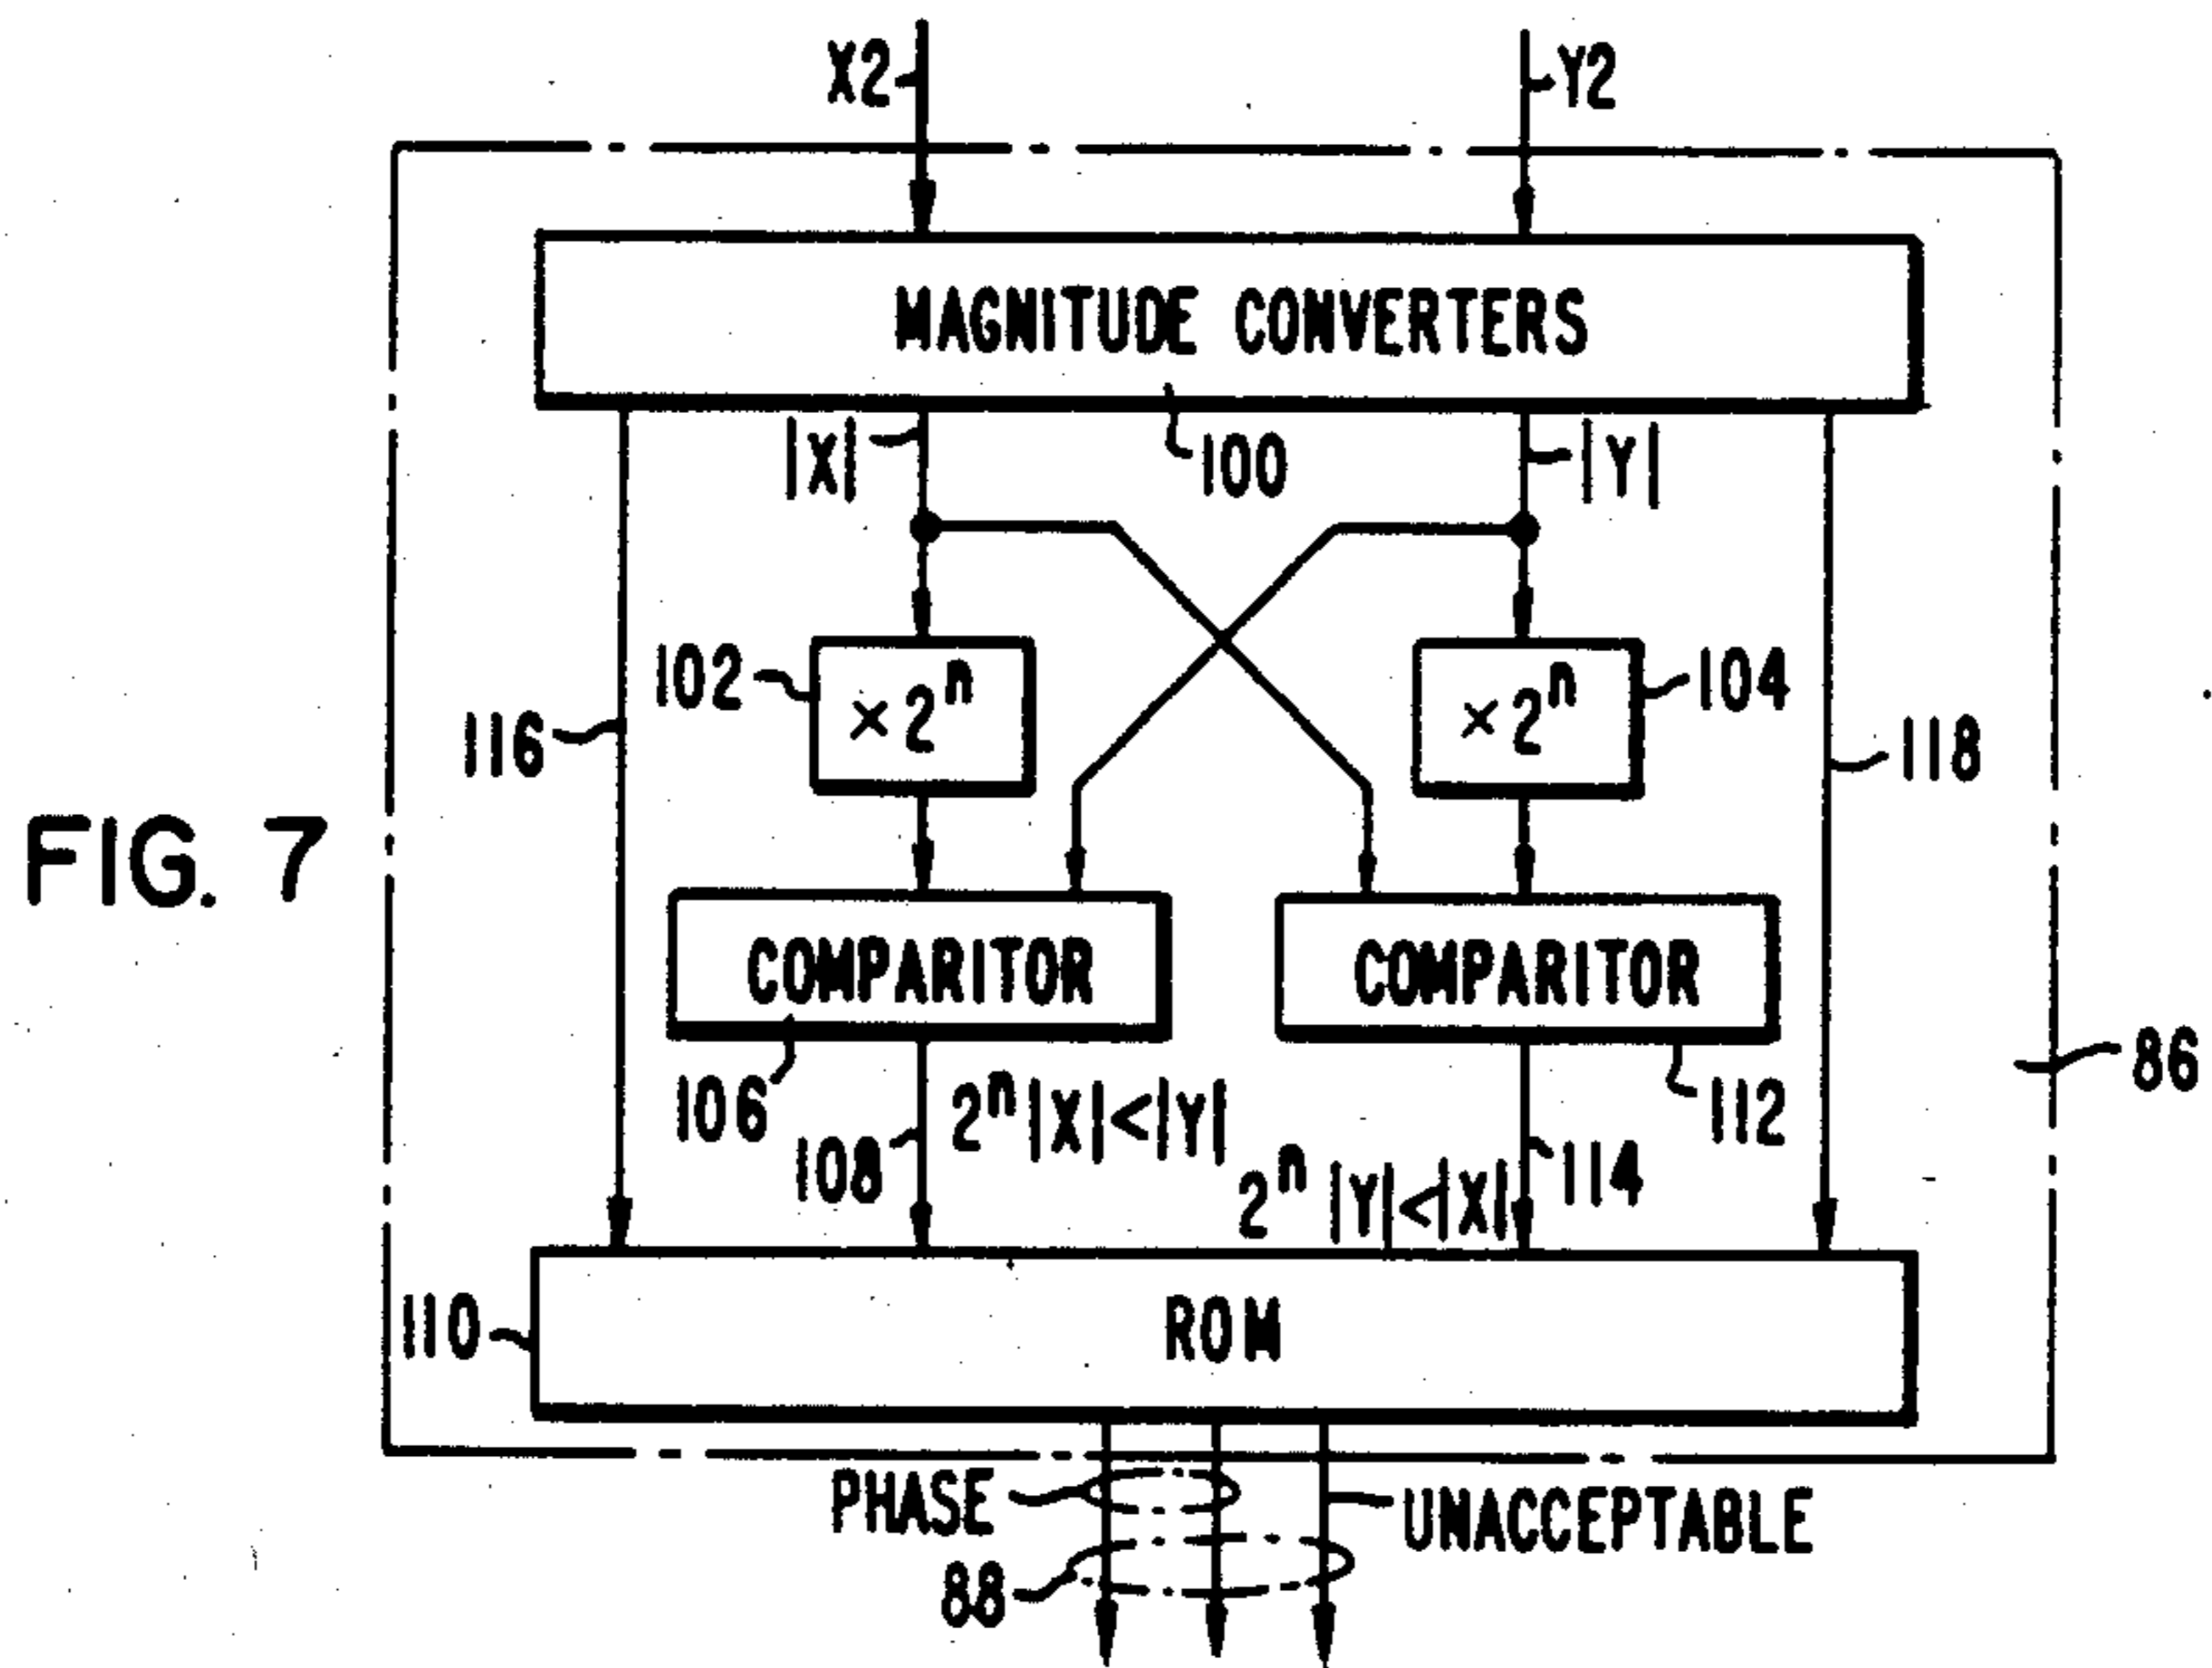 X2
Y2
MAGNITUDE CONVERTERS
|X|
100
|Y|
102
× 2ⁿ
× 2ⁿ
104
116
118
FIG. 7
COMPARITOR
COMPARITOR
86
106
2ⁿ|X|<|Y|
112
108
2ⁿ|Y|<|X|
114
110
ROM
PHASE
UNACCEPTABLE
88